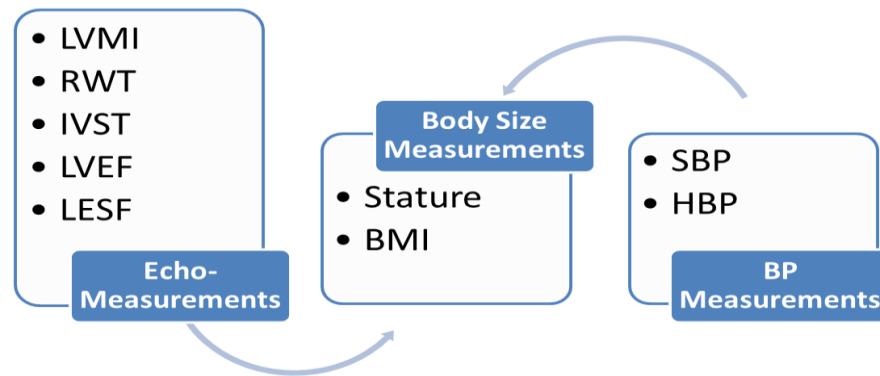 • LVMI
• RWT
• IVST
• LVEF
• LESF
Echo-
Measurements
Body Size
Measurements
• Stature
• BMI
• SBP
• HBP
BP
Measurements